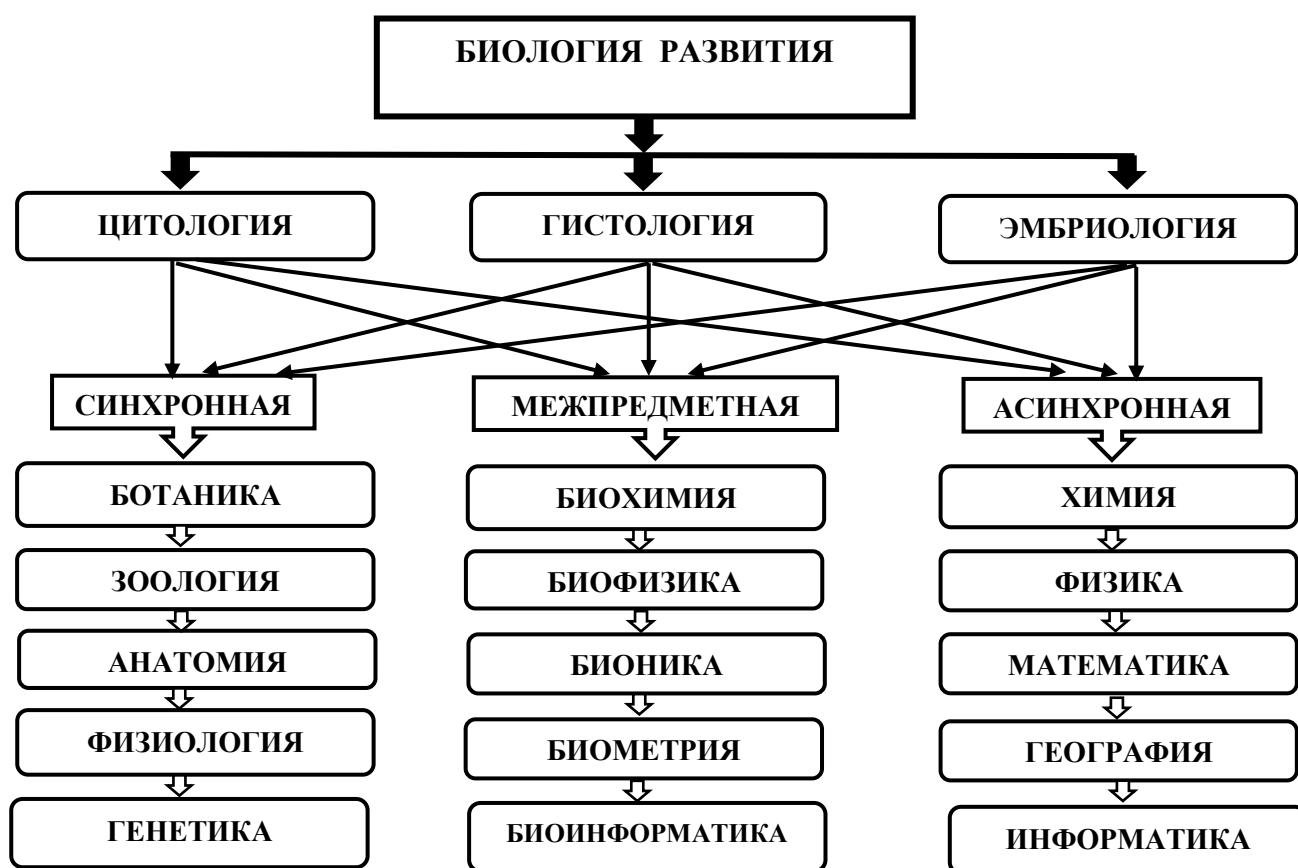 БИОЛОГИЯ РАЗВИТИЯ
ЦИТОЛОГИЯ
ГИСТОЛОГИЯ
ЭМБРИОЛОГИЯ
СИНХРОННАЯ
МЕЖПРЕДМЕТНАЯ
АСИНХРОННАЯ
БОТАНИКА
БИОХИМИЯ
ХИМИЯ
ЗООЛОГИЯ
БИОФИЗИКА
ФИЗИКА
АНАТОМИЯ
БИОНИКА
МАТЕМАТИКА
ФИЗИОЛОГИЯ
БИОМЕТРИЯ
ГЕОГРАФИЯ
ГЕНЕТИКА
БИОИНФОРМАТИКА
ИНФОРМАТИКА